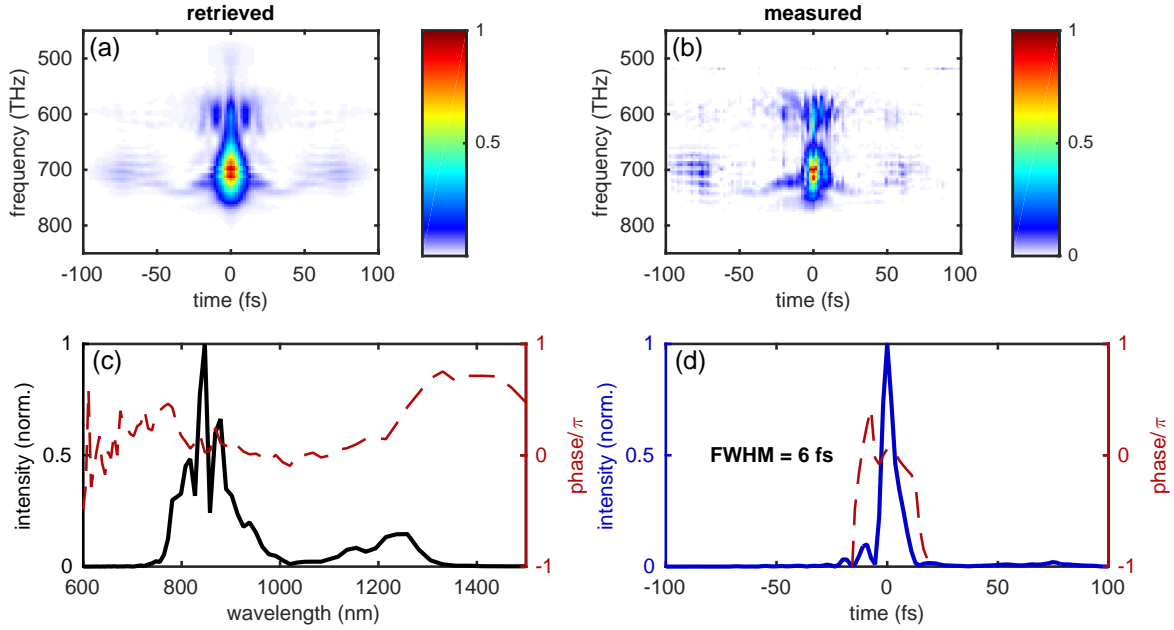 retrieved
(a)
frequency (THz)
500
600
700
800
-100 -50 0 50 100
time (fs)
1
0.5
measured
(b)
frequency (THz)
500
600
700
800
-100 -50 0 50 100
time (fs)
1
0.5
0
(c)
intensity (norm.)
1
0.5
0
600 800 1000 1200 1400
wavelength (nm)
1
0
-1
phase/π
(d)
intensity (norm.)
1
0.5
0
FWHM = 6 fs
-100 -50 0 50 100
time (fs)
1
0
-1
phase/π